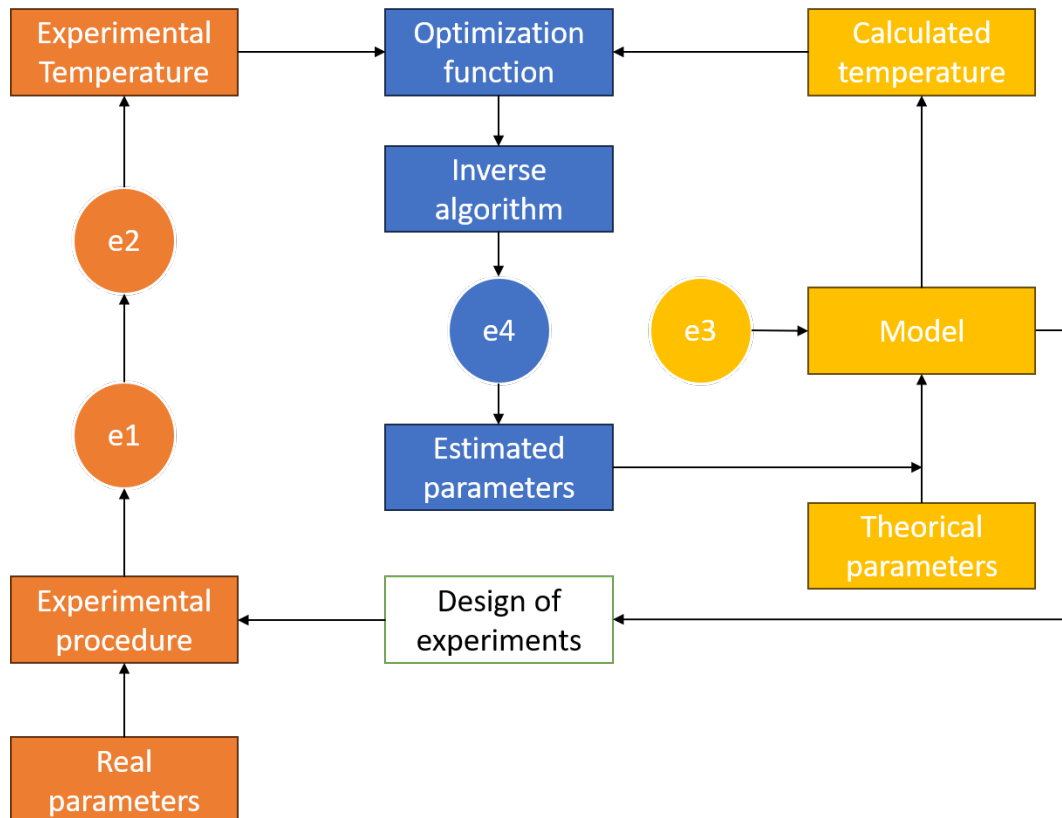 Experimental
Temperature
Optimization
function
Calculated
temperature
Inverse
algorithm
e2
e4
e3
Model
e1
Estimated
parameters
Theorical
parameters
Experimental
procedure
Design of
experiments
Real
parameters